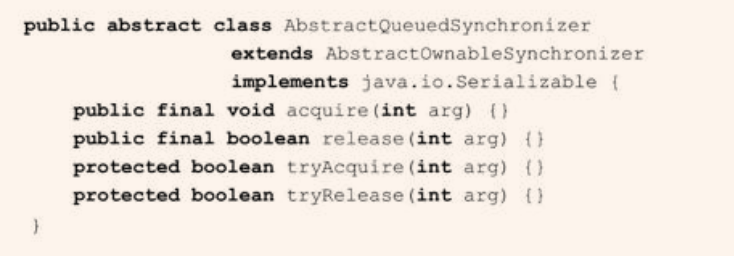 public abstract class AbstractQueuedSynchronizer
extends AbstractOwnableSynchronizer
implements java.io.Serializable {
public final void acquire(int arg) {}
public final boolean release(int arg) {}
protected boolean tryAcquire(int arg) {}
protected boolean tryRelease(int arg) {}
}